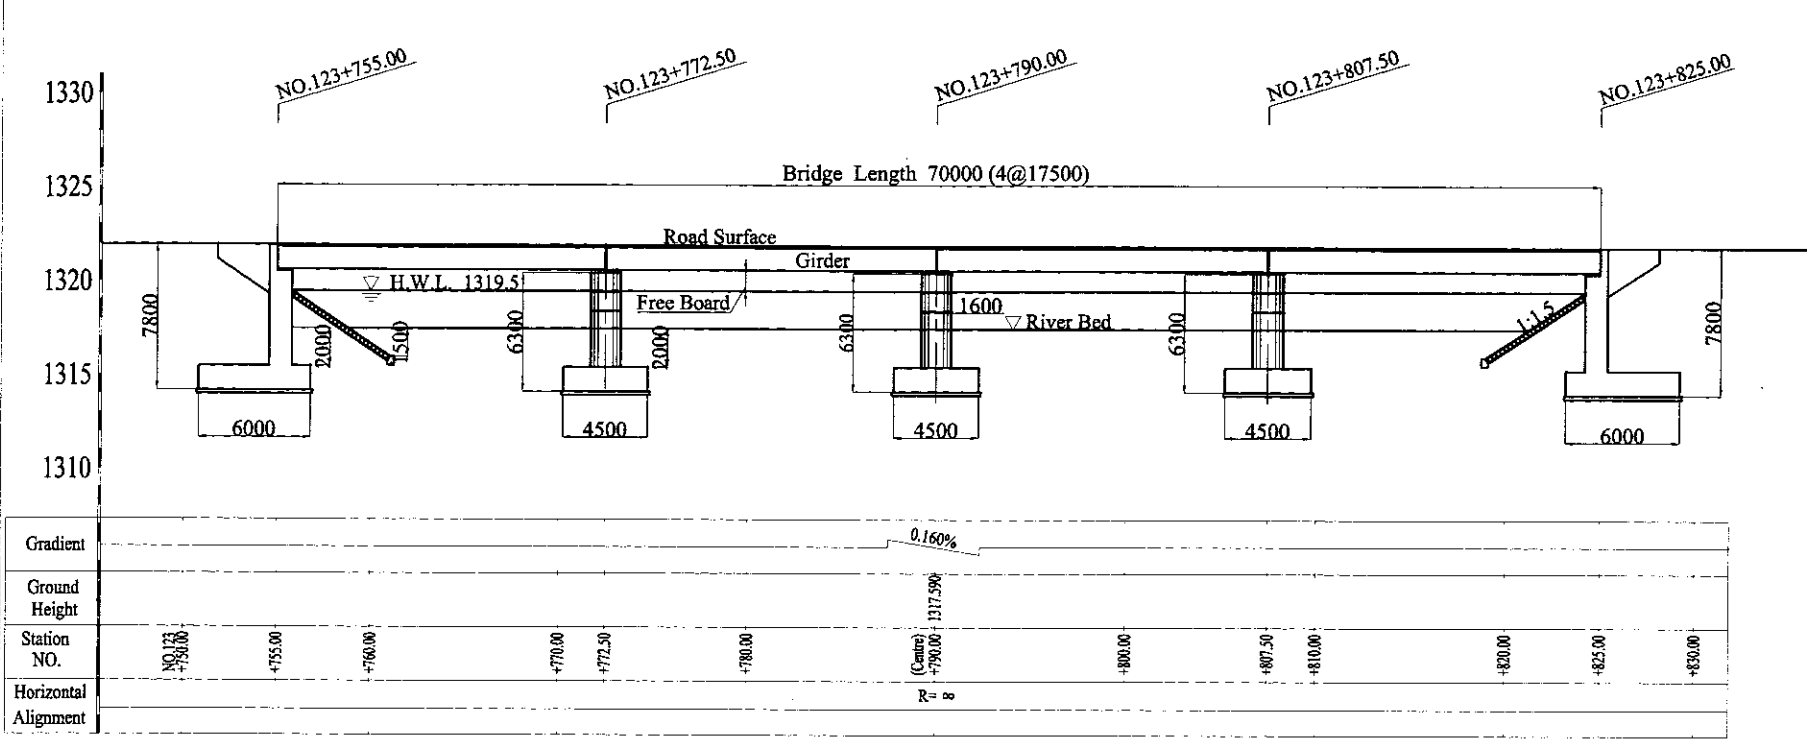 NO.123+755.00
NO.123+772.50
NO.123+790.00
NO.123+807.50
NO.123+825.00
1330
1325
1320
1315
1310
Bridge Length 70000 (4@17500)
Road Surface
Girder
H.W.L. 1319.5
Free Board
1600
River Bed
1:1.5
7800
2000
1500
6300
2000
6300
6300
7800
6000
4500
4500
4500
6000
Gradient
0.160%
Ground
Height
1317.590
Station
NO.
NO.123
+750.00
+755.00
+760.00
+770.00
+772.50
+780.00
(Centre)
+790.00
+800.00
+807.50
+810.00
+820.00
+825.00
+830.00
Horizontal
Alignment
R= ∞